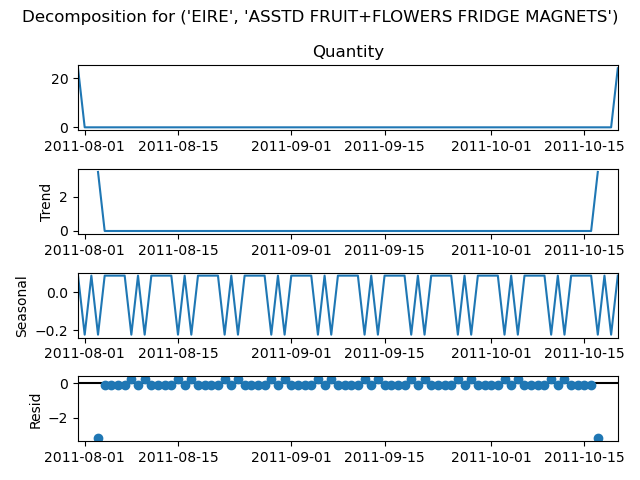 Decomposition for ('EIRE', 'ASSTD FRUIT+FLOWERS FRIDGE MAGNETS')
Quantity
20
0
2011-08-01 2011-08-15 2011-09-01 2011-09-15 2011-10-01 2011-10-15
Trend
2
0
2011-08-01 2011-08-15 2011-09-01 2011-09-15 2011-10-01 2011-10-15
Seasonal
0.0
−0.2
2011-08-01 2011-08-15 2011-09-01 2011-09-15 2011-10-01 2011-10-15
Resid
0
−2
2011-08-01 2011-08-15 2011-09-01 2011-09-15 2011-10-01 2011-10-15